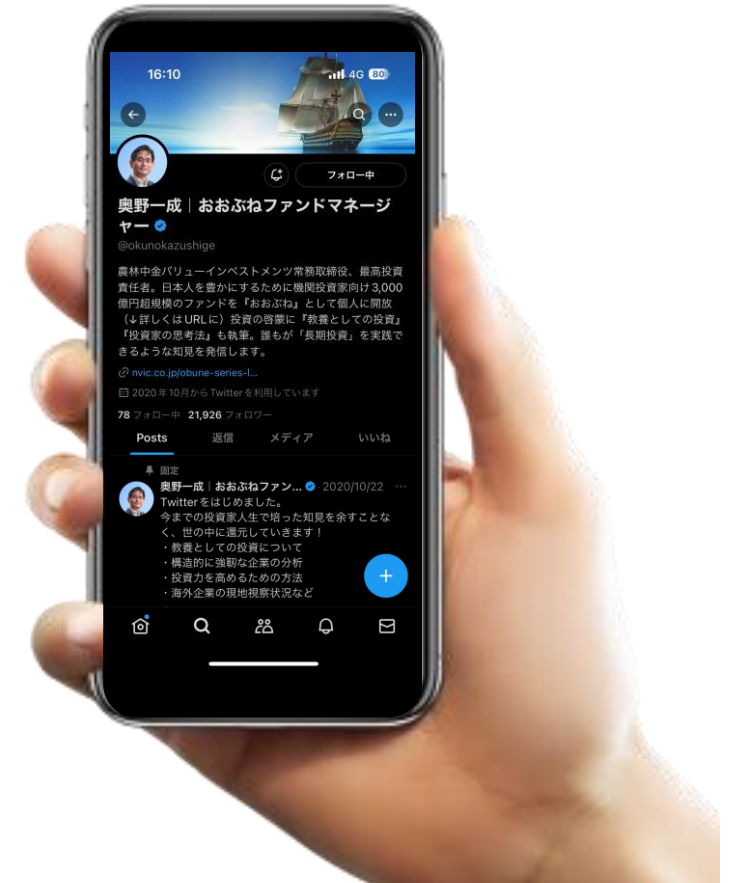 16:10
4G 80
フォロー中
奥野一成｜おおぶねファンドマネージ
ャー
@okunokazushige
農林中金バリューインベストメンツ常務取締役、最高投資
責任者。日本人を豊かにするために機関投資家向け3,000
億円超規模のファンドを『おおぶね』として個人に開放
（↓詳しくはURLに）投資の啓蒙に『教養としての投資』
『投資家の思考法』も執筆。誰もが「長期投資」を実践で
きるような知見を発信します。
nvic.co.jp/obune-series-l...
2020年10月からTwitterを利用しています
78 フォロー中 21,926 フォロワー
Posts 返信 メディア いいね
固定
奥野一成｜おおぶねファン... · 2020/10/22 ...
Twitterをはじめました。
今までの投資家人生で培った知見を余すことな
く、世の中に還元していきます！
・教養としての投資について
・構造的に強靭な企業の分析
・投資力を高めるための方法
・海外企業の現地視察状況など